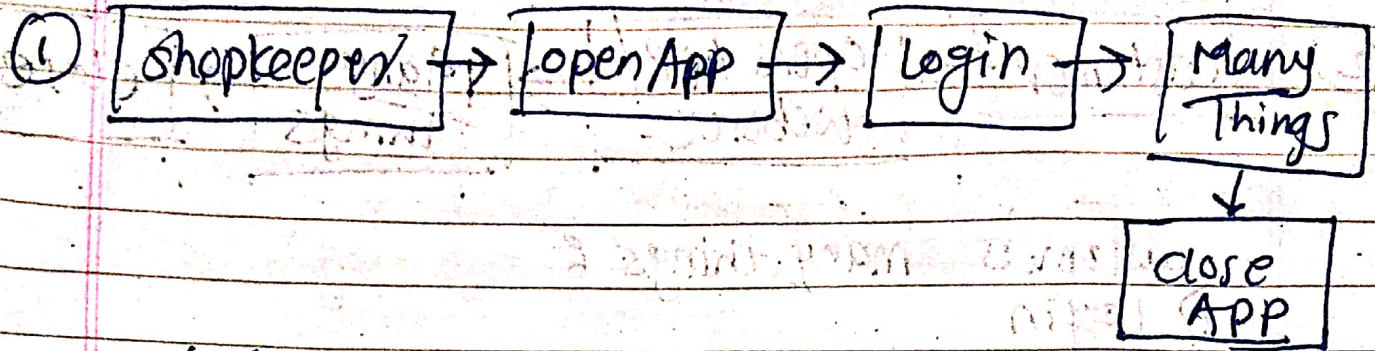 ① Shopkeeper → open App → Login → Many
Things
↓
close
APP